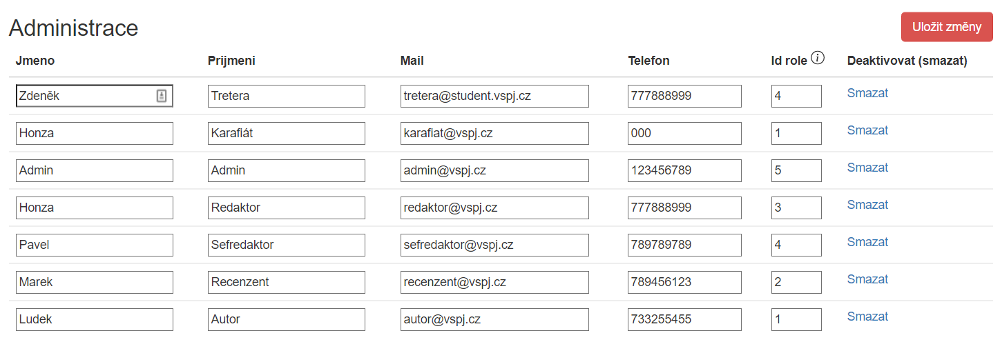 Administrace
Uložit změny
Jmeno Prijmeni Mail Telefon Id role i Deaktivovat (smazat)
Zdeněk Tretera tretera@student.vspj.cz 777888999 4 Smazat
Honza Karafiát karafiat@vspj.cz 000 1 Smazat
Admin Admin admin@vspj.cz 123456789 5 Smazat
Honza Redaktor redaktor@vspj.cz 777888999 3 Smazat
Pavel Sefredaktor sefredaktor@vspj.cz 789789789 4 Smazat
Marek Recenzent recenzent@vspj.cz 789456123 2 Smazat
Ludek Autor autor@vspj.cz 733255455 1 Smazat